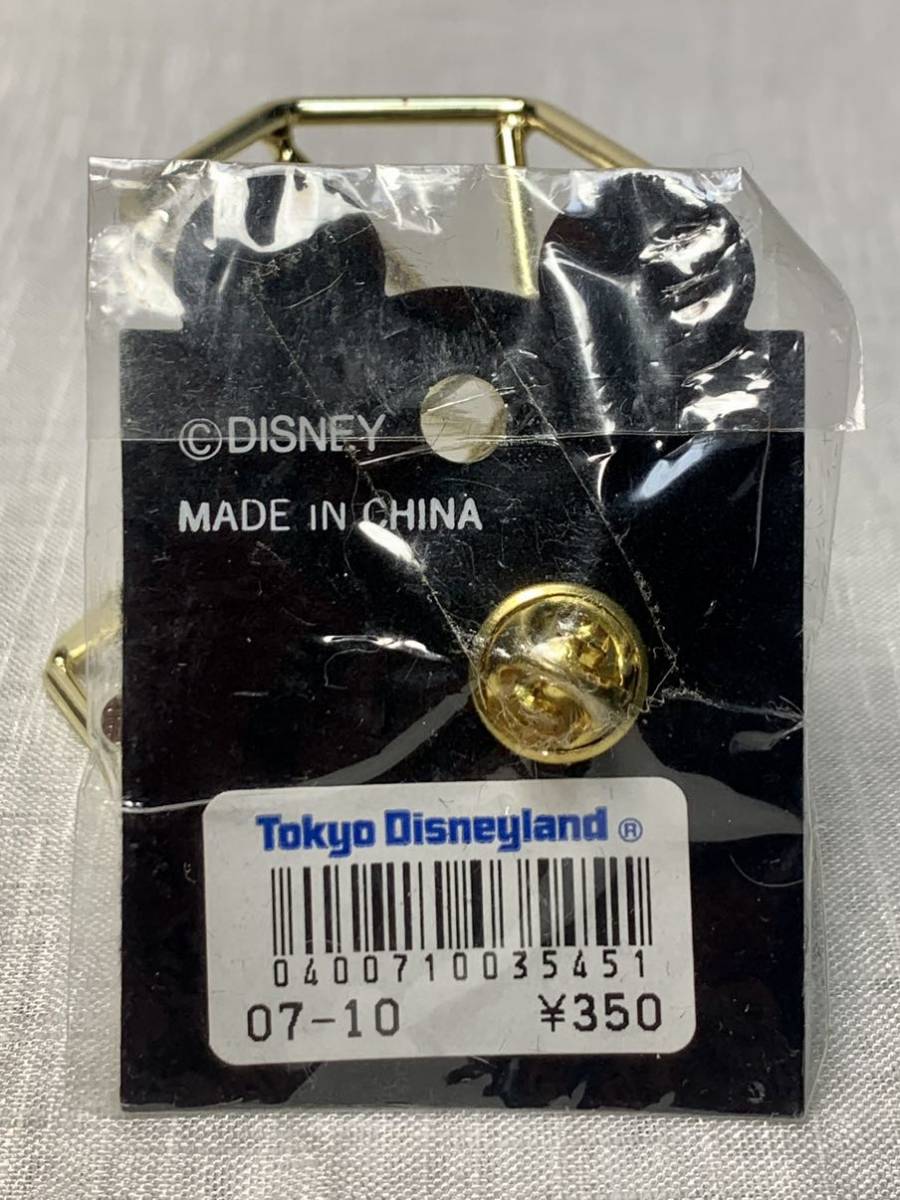 ©DISNEY
MADE IN CHINA
Tokyo Disneyland ®
0400710035451
07-10 ¥350